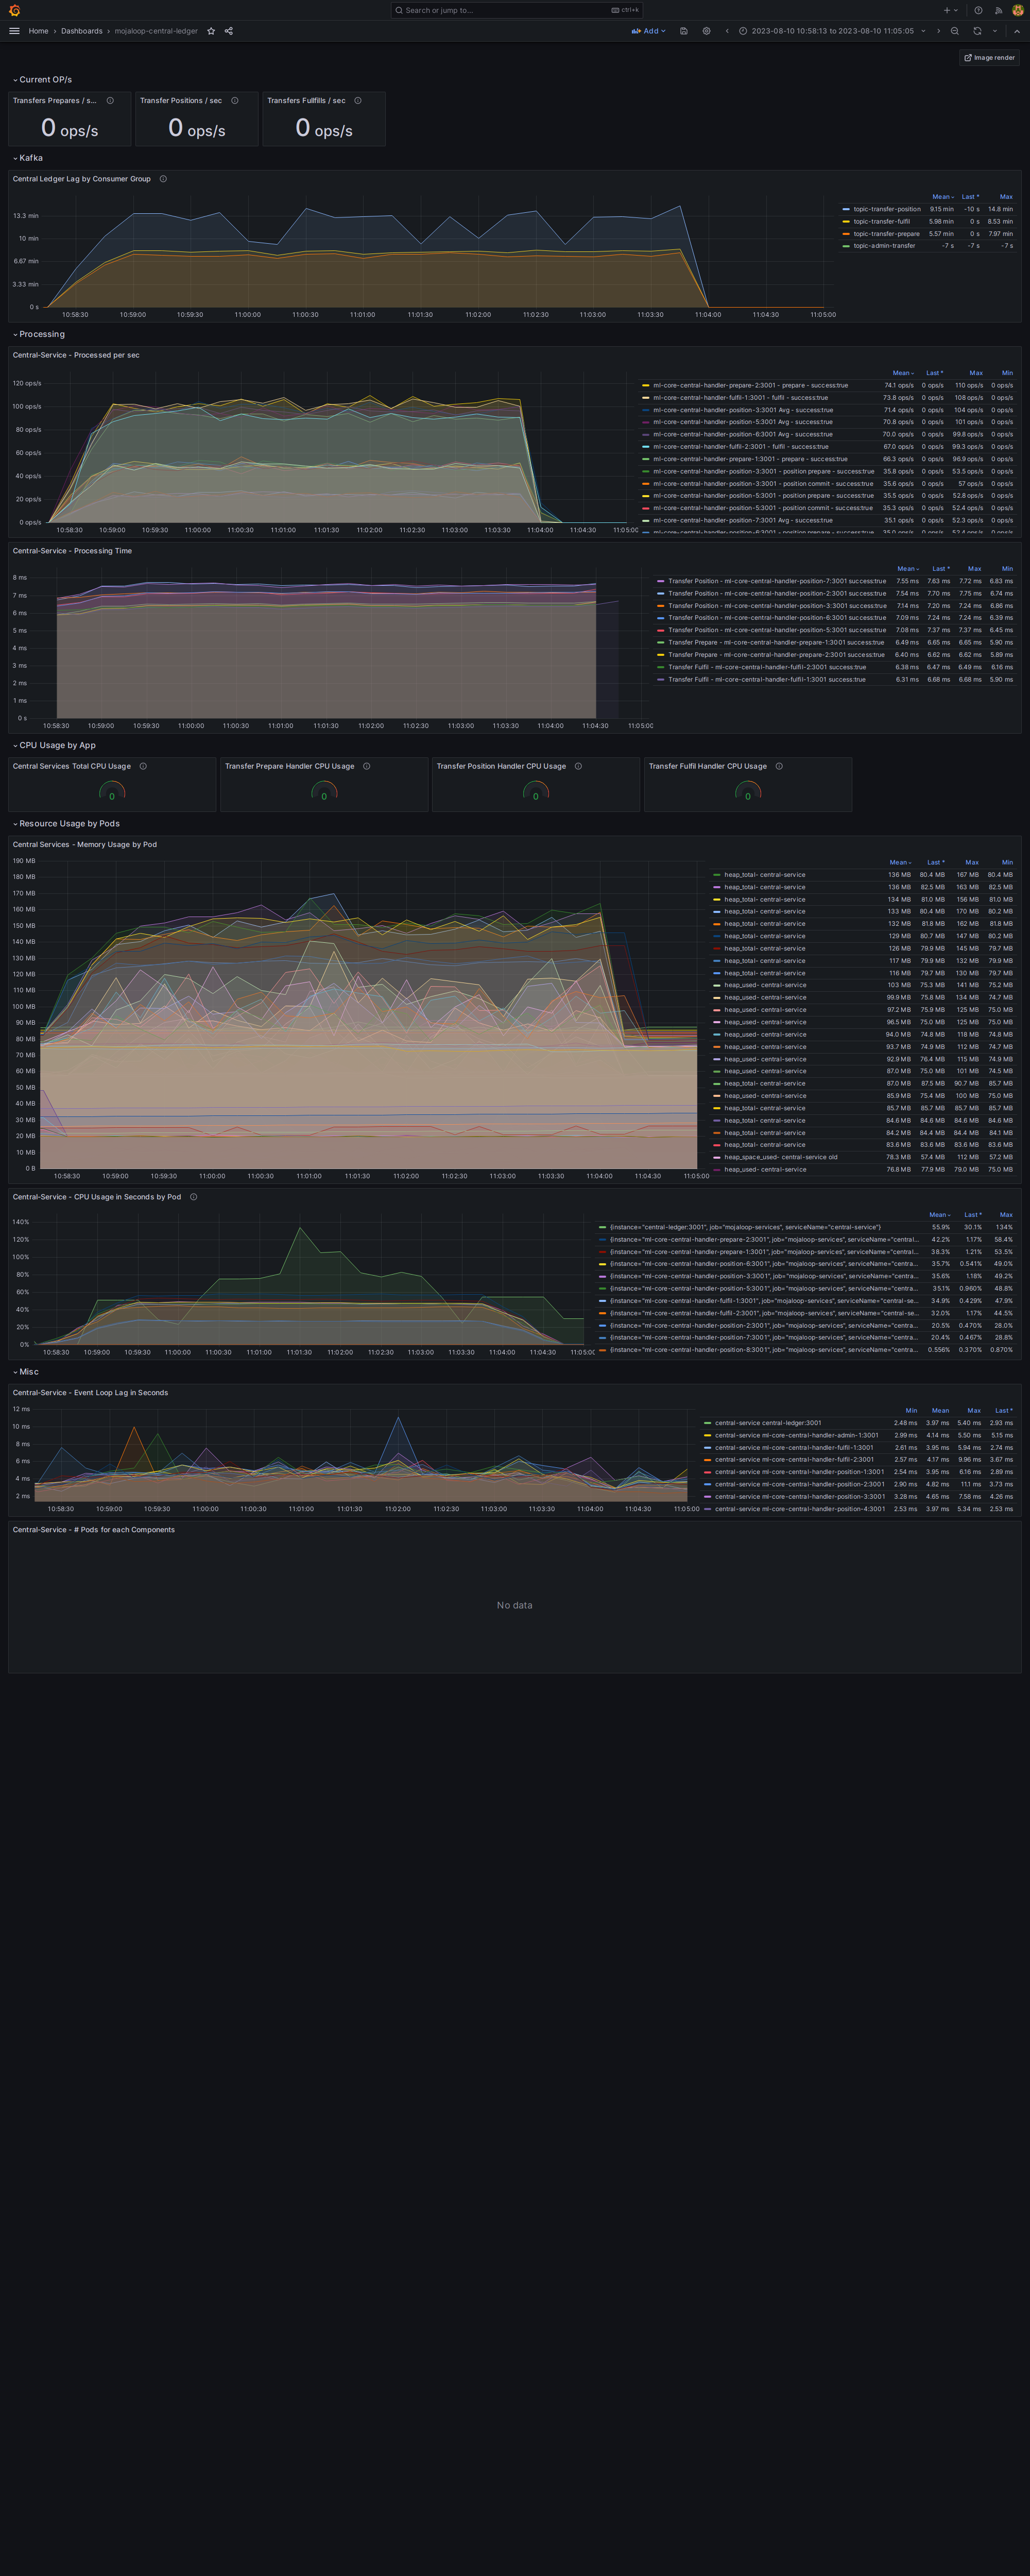 Search or jump to... ctrl+k
Home › Dashboards › mojaloop-central-ledger Add 2023-08-10 10:58:13 to 2023-08-10 11:05:05
Image render
Current OP/s
Transfers Prepares / s... Transfer Positions / sec Transfers Fullfills / sec
0 ops/s 0 ops/s 0 ops/s
Kafka
Central Ledger Lag by Consumer Group
Mean Last * Max
topic-transfer-position 9.15 min -10 s 14.8 min
topic-transfer-fulfil 5.98 min 0 s 8.53 min
topic-transfer-prepare 5.57 min 0 s 7.97 min
topic-admin-transfer -7 s -7 s -7 s
13.3 min
10 min
6.67 min
3.33 min
0 s
10:58:30 10:59:00 10:59:30 11:00:00 11:00:30 11:01:00 11:01:30 11:02:00 11:02:30 11:03:00 11:03:30 11:04:00 11:04:30 11:05:00
Processing
Central-Service - Processed per sec
Mean Last * Max Min
ml-core-central-handler-prepare-2:3001 - prepare - success:true 74.1 ops/s 0 ops/s 110 ops/s 0 ops/s
ml-core-central-handler-fulfil-1:3001 - fulfil - success:true 73.8 ops/s 0 ops/s 108 ops/s 0 ops/s
ml-core-central-handler-position-3:3001 Avg - success:true 71.4 ops/s 0 ops/s 104 ops/s 0 ops/s
ml-core-central-handler-position-5:3001 Avg - success:true 70.8 ops/s 0 ops/s 101 ops/s 0 ops/s
ml-core-central-handler-position-6:3001 Avg - success:true 70.0 ops/s 0 ops/s 99.8 ops/s 0 ops/s
ml-core-central-handler-fulfil-2:3001 - fulfil - success:true 67.0 ops/s 0 ops/s 99.3 ops/s 0 ops/s
ml-core-central-handler-prepare-1:3001 - prepare - success:true 66.3 ops/s 0 ops/s 96.9 ops/s 0 ops/s
ml-core-central-handler-position-3:3001 - position prepare - success:true 35.8 ops/s 0 ops/s 53.5 ops/s 0 ops/s
ml-core-central-handler-position-3:3001 - position commit - success:true 35.6 ops/s 0 ops/s 57 ops/s 0 ops/s
ml-core-central-handler-position-5:3001 - position prepare - success:true 35.5 ops/s 0 ops/s 52.8 ops/s 0 ops/s
ml-core-central-handler-position-5:3001 - position commit - success:true 35.3 ops/s 0 ops/s 52.4 ops/s 0 ops/s
ml-core-central-handler-position-7:3001 Avg - success:true 35.1 ops/s 0 ops/s 52.3 ops/s 0 ops/s
ml-core-central-handler-position-6:3001 - position prepare - success:true 35.0 ops/s 0 ops/s 52.4 ops/s 0 ops/s
120 ops/s
100 ops/s
80 ops/s
60 ops/s
40 ops/s
20 ops/s
0 ops/s
10:58:30 10:59:00 10:59:30 11:00:00 11:00:30 11:01:00 11:01:30 11:02:00 11:02:30 11:03:00 11:03:30 11:04:00 11:04:30 11:05:00
Central-Service - Processing Time
Mean Last * Max Min
Transfer Position - ml-core-central-handler-position-7:3001 success:true 7.55 ms 7.63 ms 7.72 ms 6.83 ms
Transfer Position - ml-core-central-handler-position-2:3001 success:true 7.54 ms 7.70 ms 7.75 ms 6.74 ms
Transfer Position - ml-core-central-handler-position-3:3001 success:true 7.14 ms 7.20 ms 7.24 ms 6.86 ms
Transfer Position - ml-core-central-handler-position-6:3001 success:true 7.09 ms 7.24 ms 7.24 ms 6.39 ms
Transfer Position - ml-core-central-handler-position-5:3001 success:true 7.08 ms 7.37 ms 7.37 ms 6.45 ms
Transfer Prepare - ml-core-central-handler-prepare-1:3001 success:true 6.49 ms 6.65 ms 6.65 ms 5.90 ms
Transfer Prepare - ml-core-central-handler-prepare-2:3001 success:true 6.40 ms 6.62 ms 6.62 ms 5.89 ms
Transfer Fulfil - ml-core-central-handler-fulfil-2:3001 success:true 6.38 ms 6.47 ms 6.49 ms 6.16 ms
Transfer Fulfil - ml-core-central-handler-fulfil-1:3001 success:true 6.31 ms 6.68 ms 6.68 ms 5.90 ms
8 ms
7 ms
6 ms
5 ms
4 ms
3 ms
2 ms
1 ms
0 s
10:58:30 10:59:00 10:59:30 11:00:00 11:00:30 11:01:00 11:01:30 11:02:00 11:02:30 11:03:00 11:03:30 11:04:00 11:04:30 11:05:00
CPU Usage by App
Central Services Total CPU Usage Transfer Prepare Handler CPU Usage Transfer Position Handler CPU Usage Transfer Fulfil Handler CPU Usage
0 0 0 0
Resource Usage by Pods
Central Services - Memory Usage by Pod
Mean Last * Max Min
heap_total- central-service 136 MB 80.4 MB 167 MB 80.4 MB
heap_total- central-service 136 MB 82.5 MB 163 MB 82.5 MB
heap_total- central-service 134 MB 81.0 MB 156 MB 81.0 MB
heap_total- central-service 133 MB 80.4 MB 170 MB 80.2 MB
heap_total- central-service 132 MB 81.8 MB 162 MB 81.8 MB
heap_total- central-service 129 MB 80.7 MB 147 MB 80.2 MB
heap_total- central-service 126 MB 79.9 MB 145 MB 79.7 MB
heap_total- central-service 117 MB 79.9 MB 132 MB 79.9 MB
heap_total- central-service 116 MB 79.7 MB 130 MB 79.7 MB
heap_used- central-service 103 MB 75.3 MB 141 MB 75.2 MB
heap_used- central-service 99.9 MB 75.8 MB 134 MB 74.7 MB
heap_used- central-service 97.2 MB 75.9 MB 125 MB 75.0 MB
heap_used- central-service 96.5 MB 75.0 MB 125 MB 75.0 MB
heap_used- central-service 94.0 MB 74.8 MB 118 MB 74.8 MB
heap_used- central-service 93.7 MB 74.9 MB 112 MB 74.7 MB
heap_used- central-service 92.9 MB 76.4 MB 115 MB 74.9 MB
heap_used- central-service 87.0 MB 75.0 MB 101 MB 74.5 MB
heap_total- central-service 87.0 MB 87.5 MB 90.7 MB 85.7 MB
heap_used- central-service 85.9 MB 75.4 MB 100 MB 75.0 MB
heap_total- central-service 85.7 MB 85.7 MB 85.7 MB 85.7 MB
heap_total- central-service 84.6 MB 84.6 MB 84.6 MB 84.6 MB
heap_total- central-service 84.2 MB 84.4 MB 84.4 MB 84.1 MB
heap_total- central-service 83.6 MB 83.6 MB 83.6 MB 83.6 MB
heap_space_used- central-service old 78.3 MB 57.4 MB 112 MB 57.2 MB
heap_used- central-service 76.8 MB 77.9 MB 79.0 MB 75.0 MB
190 MB
180 MB
170 MB
160 MB
150 MB
140 MB
130 MB
120 MB
110 MB
100 MB
90 MB
80 MB
70 MB
60 MB
50 MB
40 MB
30 MB
20 MB
10 MB
0 B
10:58:30 10:59:00 10:59:30 11:00:00 11:00:30 11:01:00 11:01:30 11:02:00 11:02:30 11:03:00 11:03:30 11:04:00 11:04:30 11:05:00
Central-Service - CPU Usage in Seconds by Pod
Mean Last * Max
{instance="central-ledger:3001", job="mojaloop-services", serviceName="central-service"} 55.9% 30.1% 134%
{instance="ml-core-central-handler-prepare-2:3001", job="mojaloop-services", serviceName="central... 42.2% 1.17% 58.4%
{instance="ml-core-central-handler-prepare-1:3001", job="mojaloop-services", serviceName="central... 38.3% 1.21% 53.5%
{instance="ml-core-central-handler-position-6:3001", job="mojaloop-services", serviceName="centra... 35.7% 0.541% 49.0%
{instance="ml-core-central-handler-position-3:3001", job="mojaloop-services", serviceName="centra... 35.6% 1.18% 49.2%
{instance="ml-core-central-handler-position-5:3001", job="mojaloop-services", serviceName="centra... 35.1% 0.960% 48.8%
{instance="ml-core-central-handler-fulfil-1:3001", job="mojaloop-services", serviceName="central-se... 34.9% 0.429% 47.9%
{instance="ml-core-central-handler-fulfil-2:3001", job="mojaloop-services", serviceName="central-se... 32.0% 1.17% 44.5%
{instance="ml-core-central-handler-position-2:3001", job="mojaloop-services", serviceName="centra... 20.5% 0.470% 28.0%
{instance="ml-core-central-handler-position-7:3001", job="mojaloop-services", serviceName="centra... 20.4% 0.467% 28.8%
{instance="ml-core-central-handler-position-8:3001", job="mojaloop-services", serviceName="centra... 0.556% 0.370% 0.870%
140%
120%
100%
80%
60%
40%
20%
0%
10:58:30 10:59:00 10:59:30 11:00:00 11:00:30 11:01:00 11:01:30 11:02:00 11:02:30 11:03:00 11:03:30 11:04:00 11:04:30 11:05:00
Misc
Central-Service - Event Loop Lag in Seconds
Min Mean Max Last *
central-service central-ledger:3001 2.48 ms 3.97 ms 5.40 ms 2.93 ms
central-service ml-core-central-handler-admin-1:3001 2.99 ms 4.14 ms 5.50 ms 5.15 ms
central-service ml-core-central-handler-fulfil-1:3001 2.61 ms 3.95 ms 5.94 ms 2.74 ms
central-service ml-core-central-handler-fulfil-2:3001 2.57 ms 4.17 ms 9.96 ms 3.67 ms
central-service ml-core-central-handler-position-1:3001 2.54 ms 3.95 ms 6.16 ms 2.89 ms
central-service ml-core-central-handler-position-2:3001 2.90 ms 4.82 ms 11.1 ms 3.73 ms
central-service ml-core-central-handler-position-3:3001 3.28 ms 4.65 ms 7.58 ms 4.26 ms
central-service ml-core-central-handler-position-4:3001 2.53 ms 3.97 ms 5.34 ms 2.53 ms
12 ms
10 ms
8 ms
6 ms
4 ms
2 ms
10:58:30 10:59:00 10:59:30 11:00:00 11:00:30 11:01:00 11:01:30 11:02:00 11:02:30 11:03:00 11:03:30 11:04:00 11:04:30 11:05:00
Central-Service - # Pods for each Components
No data